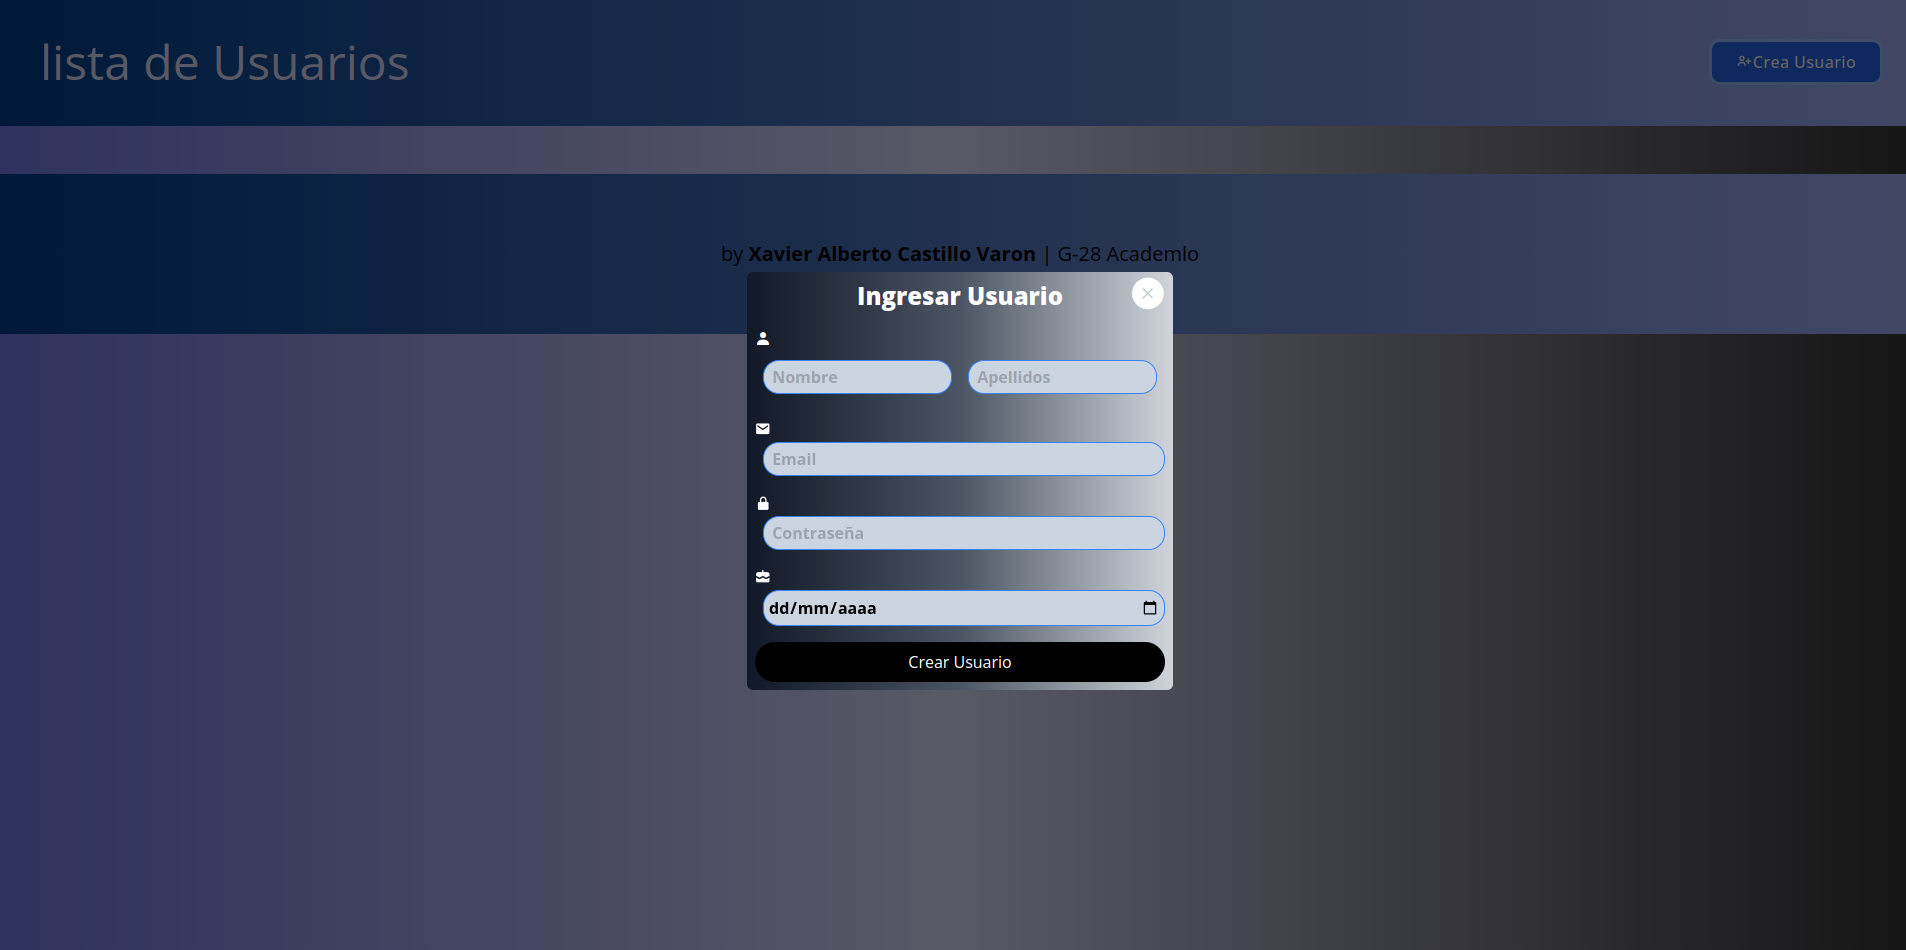 lista de Usuarios
Crea Usuario
by Xavier Alberto Castillo Varon | G-28 Academlo
Ingresar Usuario
Nombre
Apellidos
Email
Contraseña
dd/mm/aaaa
Crear Usuario